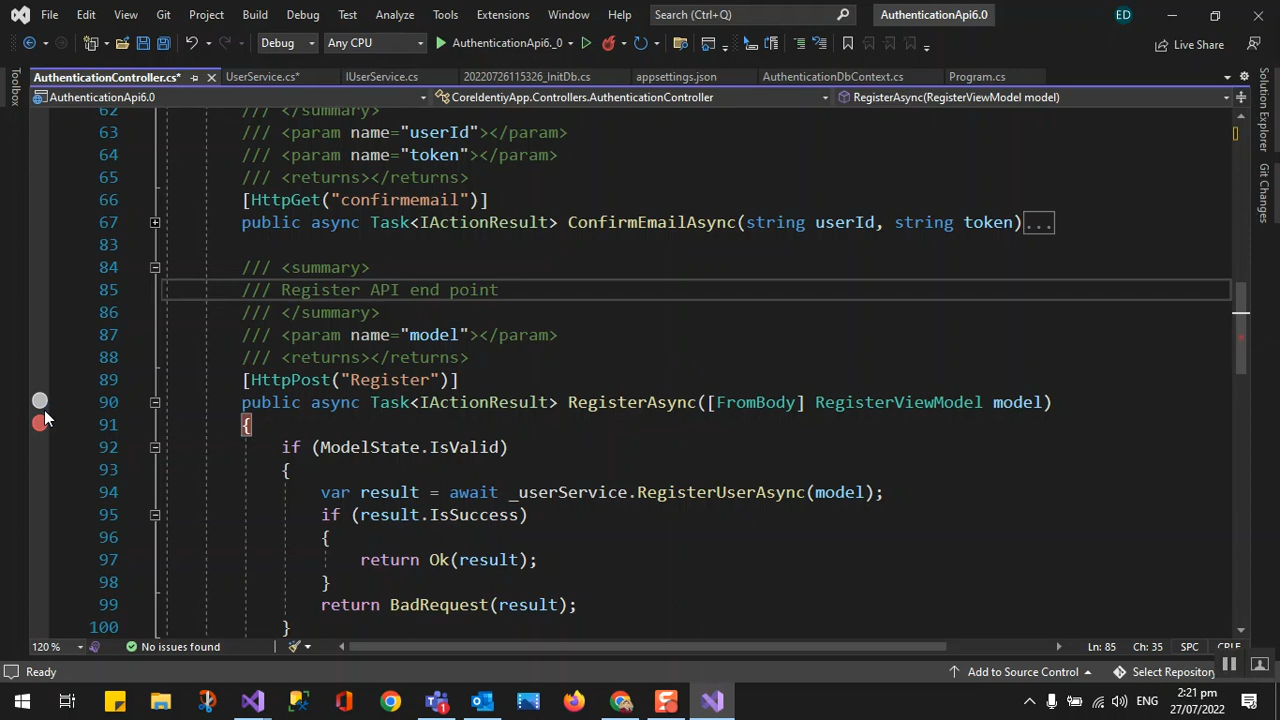 File Edit View Git Project Build Debug Test Analyze Tools Extensions Window Help Search (Ctrl+Q) AuthenticationApi6.0 ED
Debug Any CPU AuthenticationApi6.._0 Live Share
AuthenticationController.cs* UserService.cs* IUserService.cs 20220726115326_InitDb.cs appsettings.json AuthenticationDbContext.cs Program.cs
AuthenticationApi6.0 CoreIdentiyApp.Controllers.AuthenticationController RegisterAsync(RegisterViewModel model)
Toolbox
Solution Explorer
Git Changes
62 /// </summary>
63 /// <param name="userId"></param>
64 /// <param name="token"></param>
65 /// <returns></returns>
66 [HttpGet("confirmemail")]
67 public async Task<IActionResult> ConfirmEmailAsync(string userId, string token)...
83
84 /// <summary>
85 /// Register API end point
86 /// </summary>
87 /// <param name="model"></param>
88 /// <returns></returns>
89 [HttpPost("Register")]
90 public async Task<IActionResult> RegisterAsync([FromBody] RegisterViewModel model)
91 {
92 if (ModelState.IsValid)
93 {
94 var result = await _userService.RegisterUserAsync(model);
95 if (result.IsSuccess)
96 {
97 return Ok(result);
98 }
99 return BadRequest(result);
100 }
120 % No issues found Ln: 85 Ch: 35 SPC CRLF
Ready Add to Source Control Select Repository
ENG 2:21 pm
27/07/2022